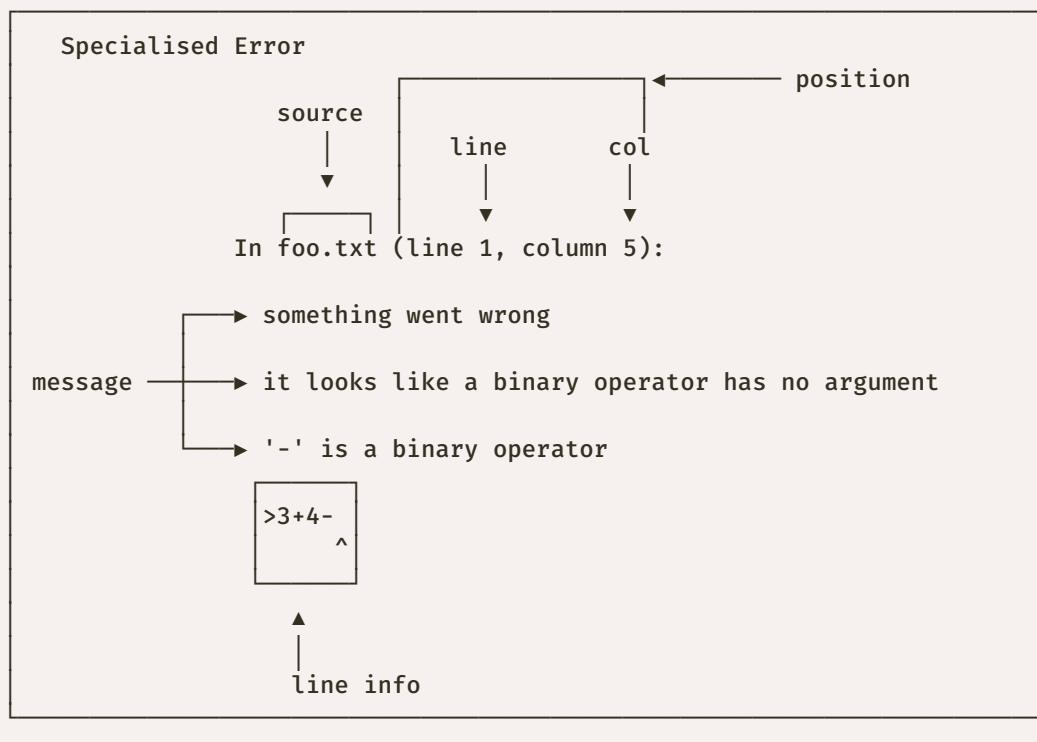 Specialised Error
position
source
line col
In foo.txt (line 1, column 5):
something went wrong
message it looks like a binary operator has no argument
'-' is a binary operator
>3+4-
^
line info